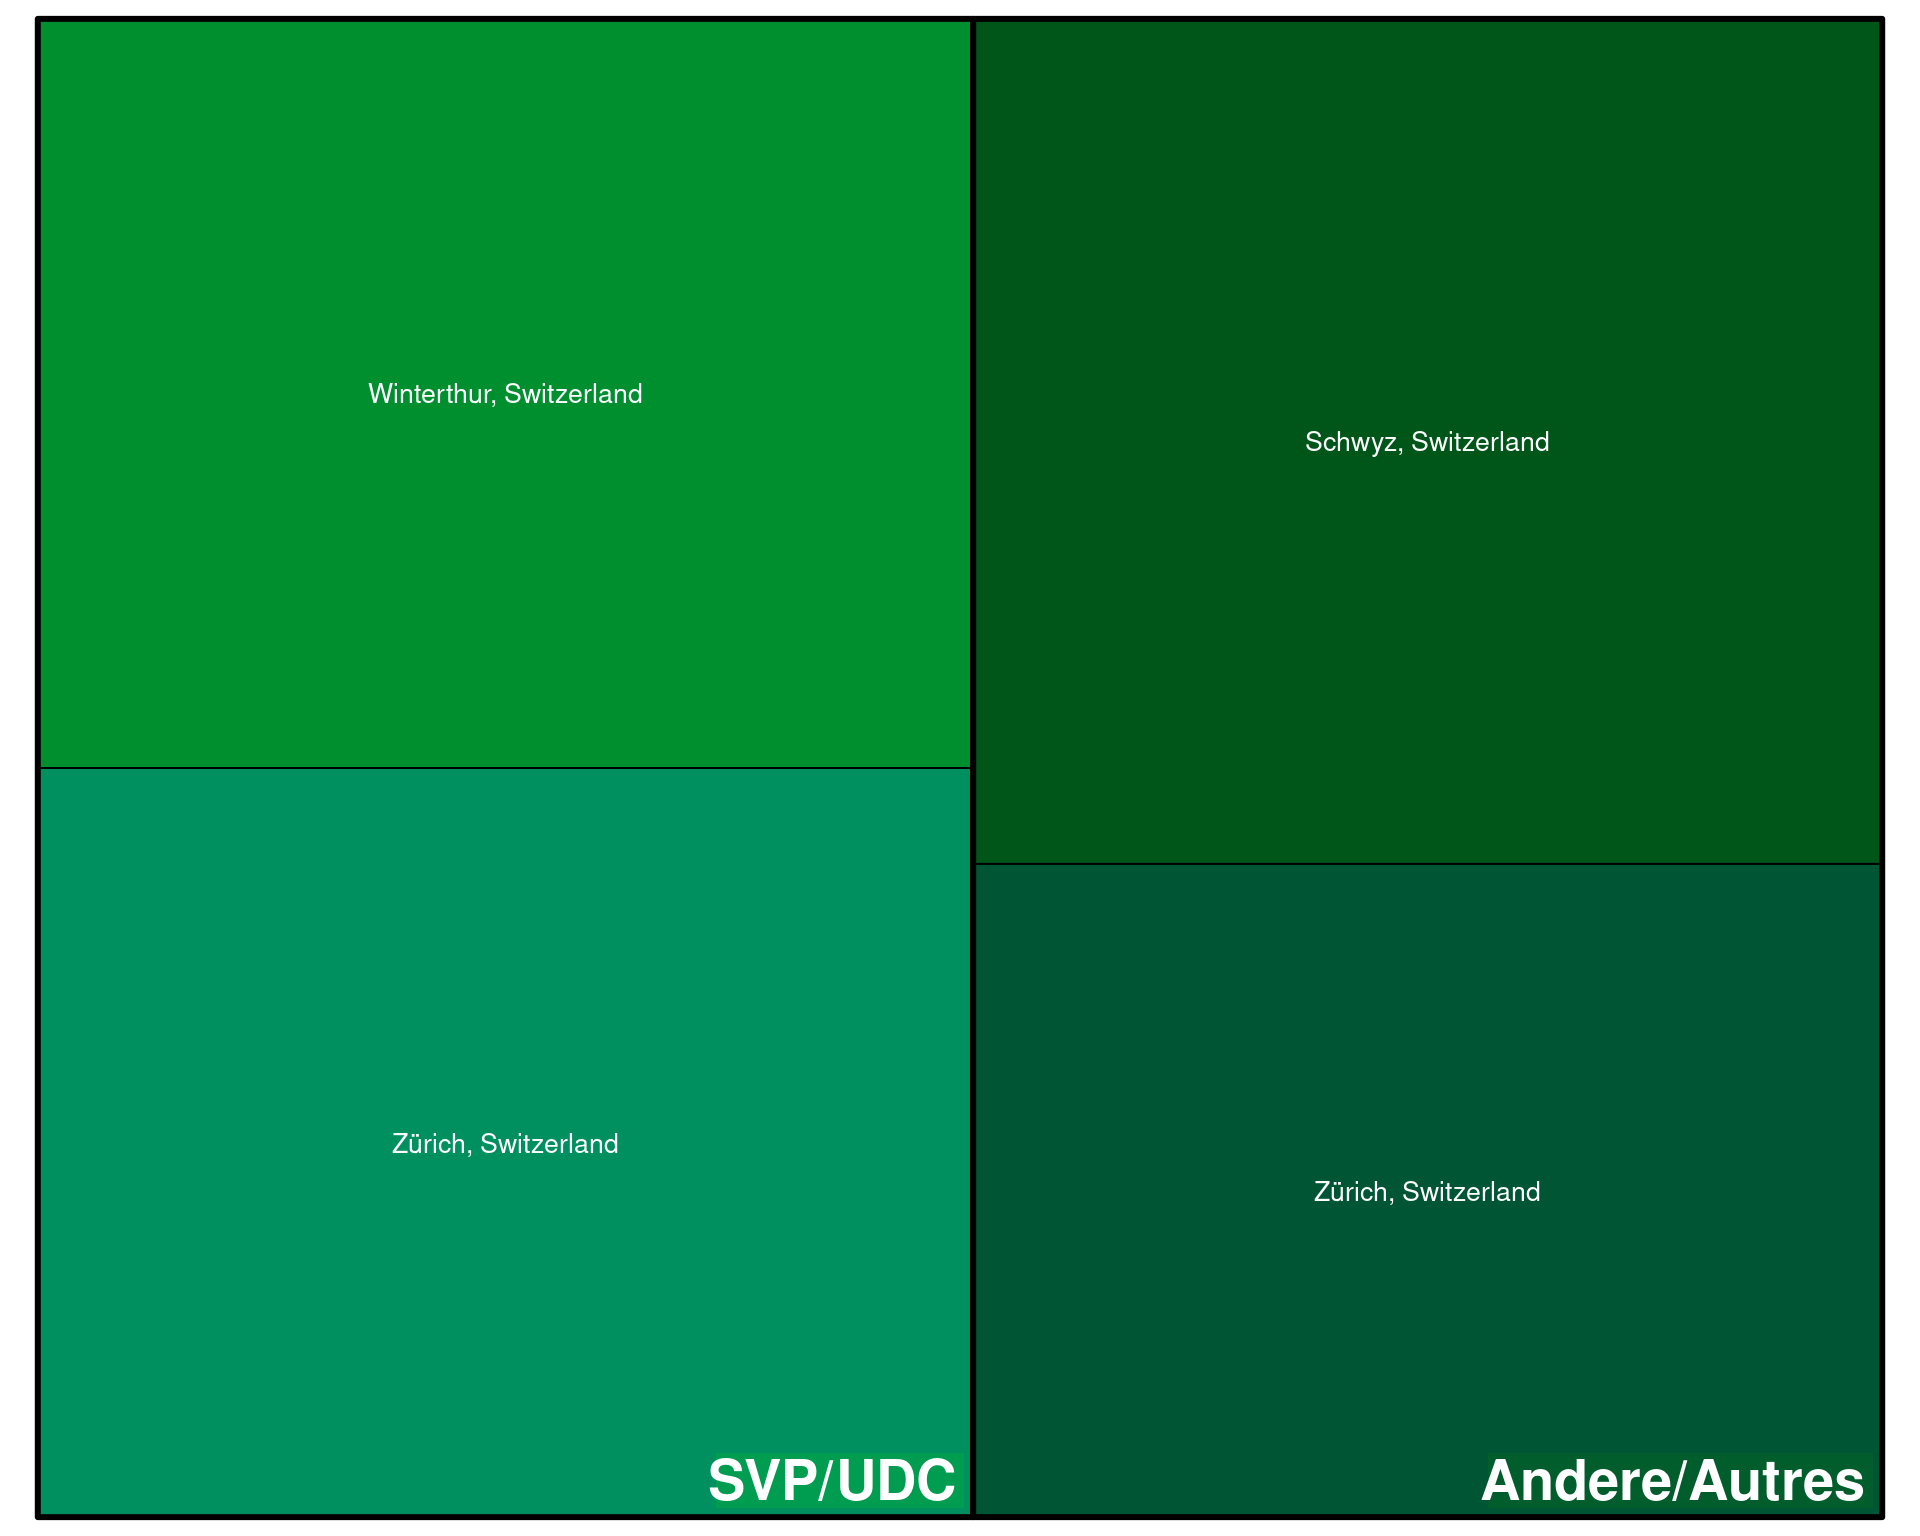 Winterthur, Switzerland
Zürich, Switzerland
SVP/UDC
Schwyz, Switzerland
Zürich, Switzerland
Andere/Autres